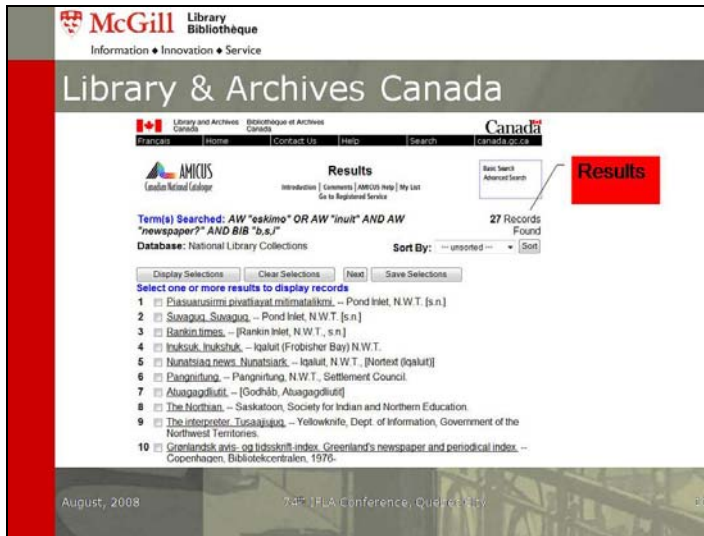 McGill Library
Bibliothèque
Information ◆ Innovation ◆ Service
Library & Archives Canada
Library and Archives Bibliothèque et Archives
Canada Canada
Canada
Français Home Contact Us Help Search canada.gc.ca
AMICUS
Canadian National Catalogue
Results
Introduction | Comments | AMICUS Help | My List
Go to Registered Service
Basic Search
Advanced Search
Results
Term(s) Searched: AW "eskimo" OR AW "inuit" AND AW
"newspaper?" AND BIB "b,s,i"
27 Records
Found
Database: National Library Collections
Sort By: --- unsorted --- Sort
Display Selections Clear Selections Next Save Selections
Select one or more results to display records
1 Piasuarusirmi pivatliayat mitimatalikmi. -- Pond Inlet, N.W.T. [s.n.]
2 Suvaguq. Suvaguq. -- Pond Inlet, N.W.T. [s.n.]
3 Rankin times. -- [Rankin Inlet, N.W.T., s.n.]
4 Inuksuk. Inukshuk. -- Iqaluit (Frobisher Bay) N.W.T.
5 Nunatsiaq news. Nunatsiark. -- Iqaluit, N.W.T., [Nortext (Iqaluit)]
6 Pangnirtung. -- Pangnirtung, N.W.T., Settlement Council.
7 Atuagagdliutit. -- [Godhåb, Atuagagdliutit]
8 The Northian. -- Saskatoon, Society for Indian and Northern Education.
9 The interpreter. Tusaajiujuq. -- Yellowknife, Dept. of Information, Government of the
Northwest Territories.
10 Grønlandsk avis- og tidsskrift-index. Greenland's newspaper and periodical index. --
Copenhagen, Bibliotekcentralen, 1976-
August, 2008
74th IFLA Conference, Quebec City